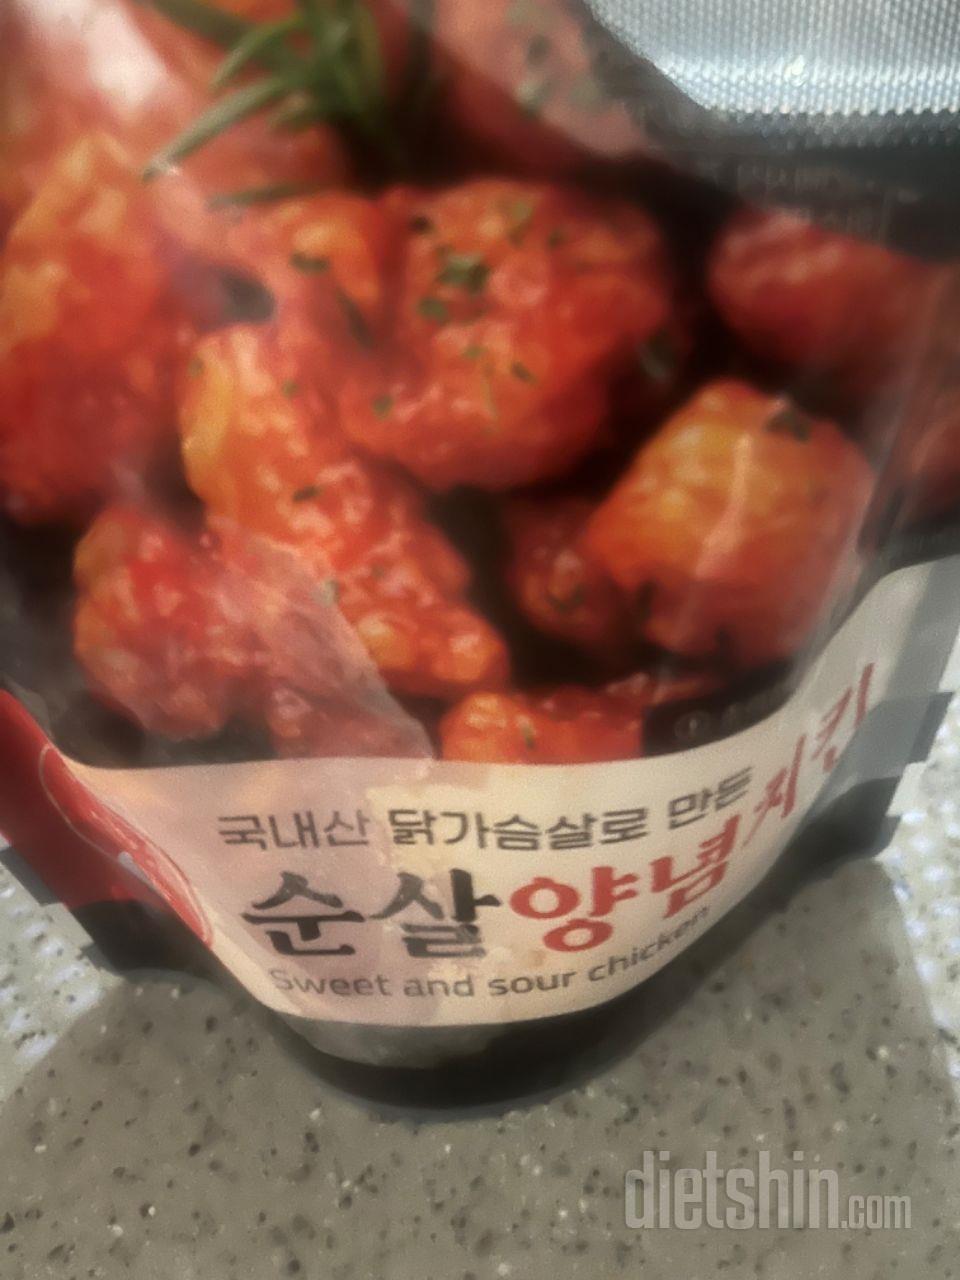 국내산 닭가슴살로 만든
순살양념치킨
Sweet and sour chicken
dietshin.com